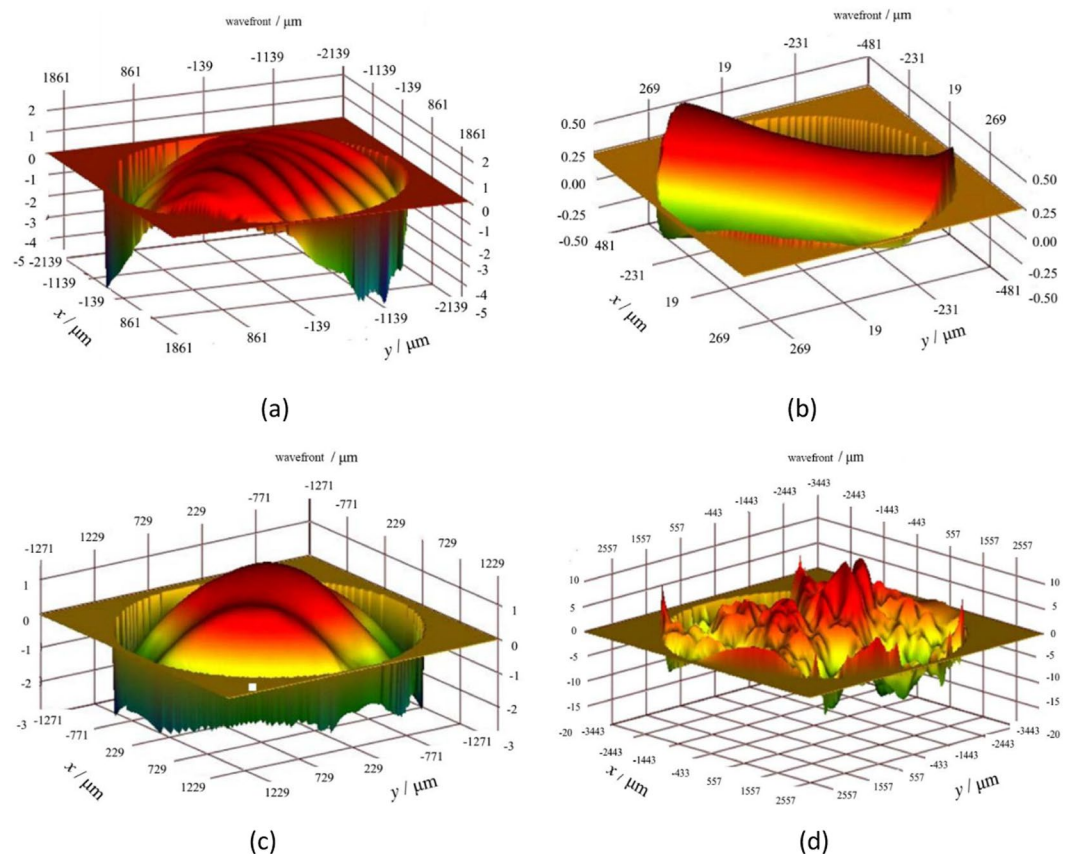 wavefront / μm
1861 861 -139 -1139 -2139
-1139 -139 861 1861
2 1 0 -1 -2 -3 -4 -5
2 1 0 -1 -2 -3 -4 -5
-2139 -1139 -139 861 1861
x / μm
1861 861 -139 -1139 -2139
y / μm
(a)
wavefront / μm
269 19 -231 -481
-231 19 269
0.50 0.25 0.00 -0.25 -0.50
0.50 0.25 0.00 -0.25 -0.50
481 -231 19 269
x / μm
269 19 -231 -481
y / μm
(b)
wavefront / μm
-1271 1229 729 229 -771 -1271
-771 229 729 1229
1 0 -1 -2 -3
1 0 -1 -2 -3
-1271 -771 229 729 1229
x / μm
1229 729 229 -771 -1271
y / μm
(c)
wavefront / μm
2557 1557 557 -443 -1443 -3443
-2443 -2443 -1443 -443 557 1557 2557
10 5 0 -5 -10 -15 -20
10 5 0 -5 -10 -15 -20
-3443 -2443 -1443 -433 557 1557 2557
x / μm
2557 1557 557 -433 -1443 -2443 -3443
y / μm
(d)